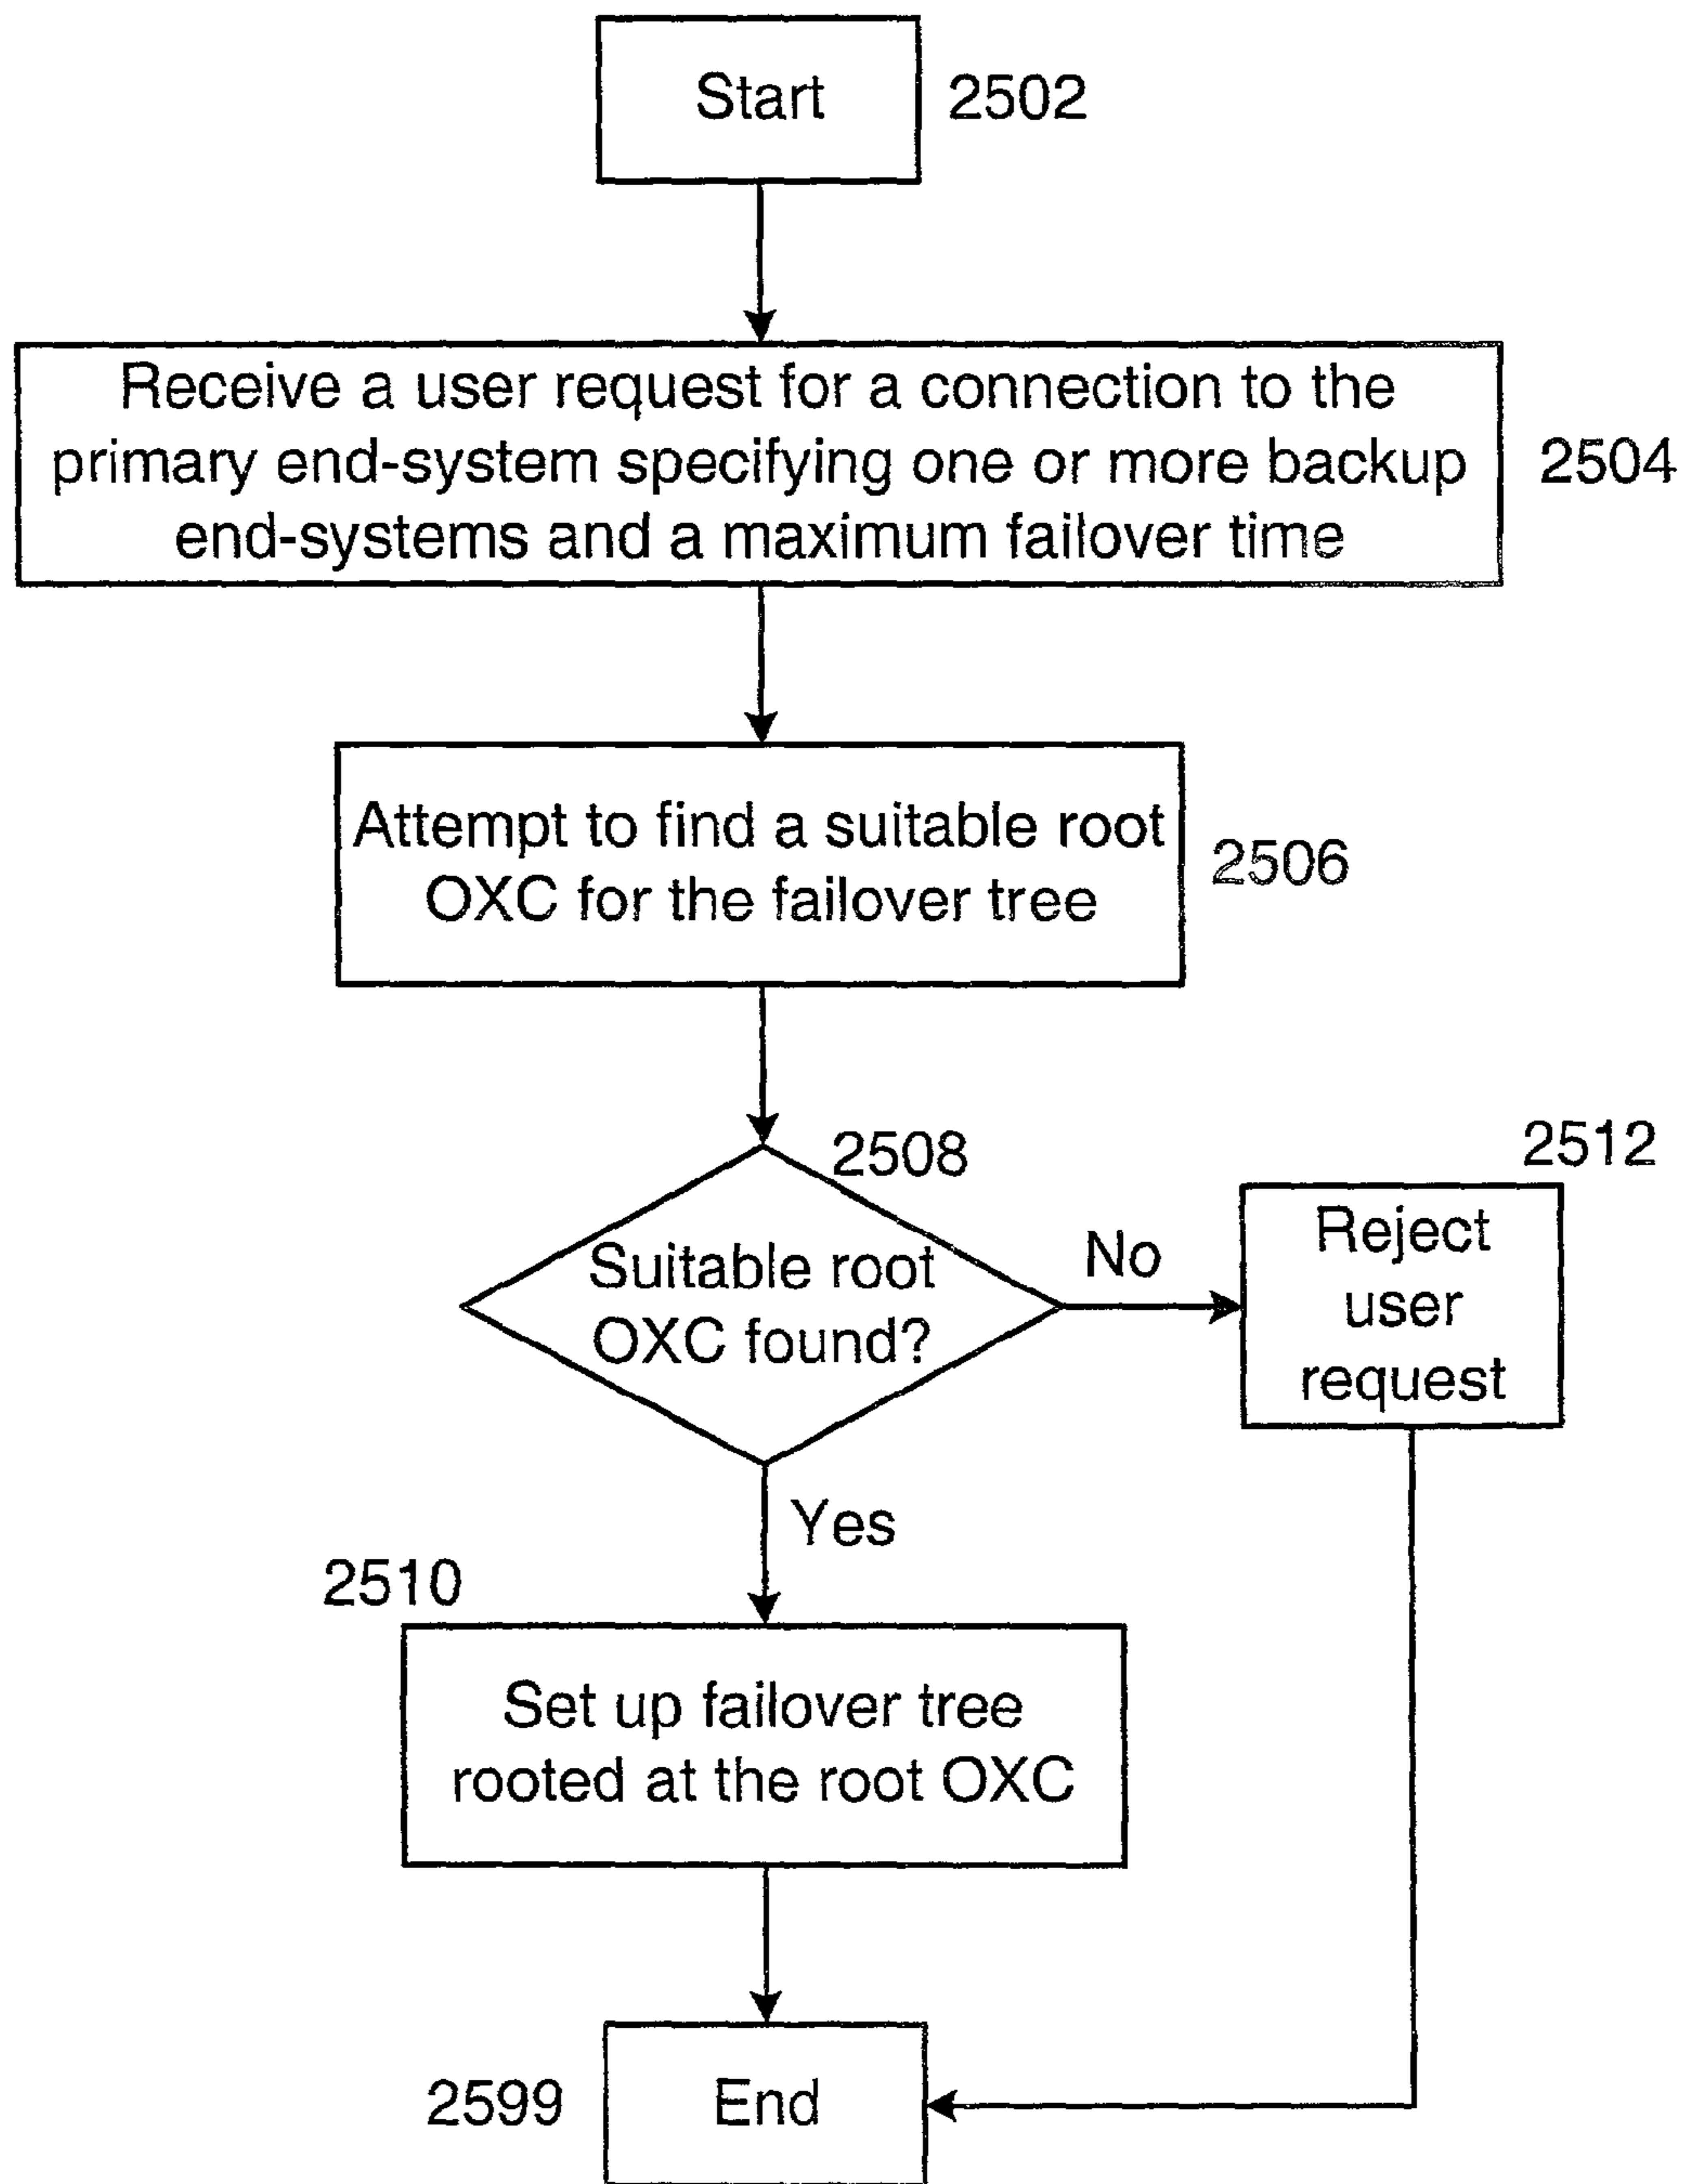 Start
2502
Receive a user request for a connection to the
primary end-system specifying one or more backup
end-systems and a maximum failover time
2504
Attempt to find a suitable root
OXC for the failover tree
2506
2508
Suitable root
OXC found?
No
2512
Reject
user
request
Yes
2510
Set up failover tree
rooted at the root OXC
2599
End